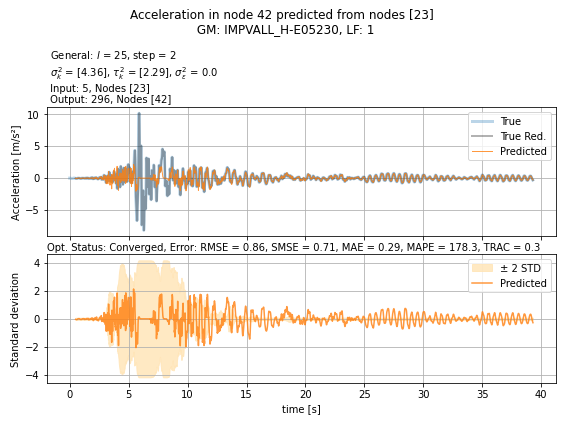 Acceleration in node 42 predicted from nodes [23]
GM: IMPVALL_H-E05230, LF: 1
General: l = 25, step = 2
σ²ₖ = [4.36], τ²ₖ = [2.29], σ²ε = 0.0
Input: 5, Nodes [23]
Output: 296, Nodes [42]
10
5
0
−5
Acceleration [m/s²]
True
True Red.
Predicted
Opt. Status: Converged, Error: RMSE = 0.86, SMSE = 0.71, MAE = 0.29, MAPE = 178.3, TRAC = 0.3
4
2
0
−2
−4
Standard deviation
± 2 STD
Predicted
0 5 10 15 20 25 30 35 40
time [s]